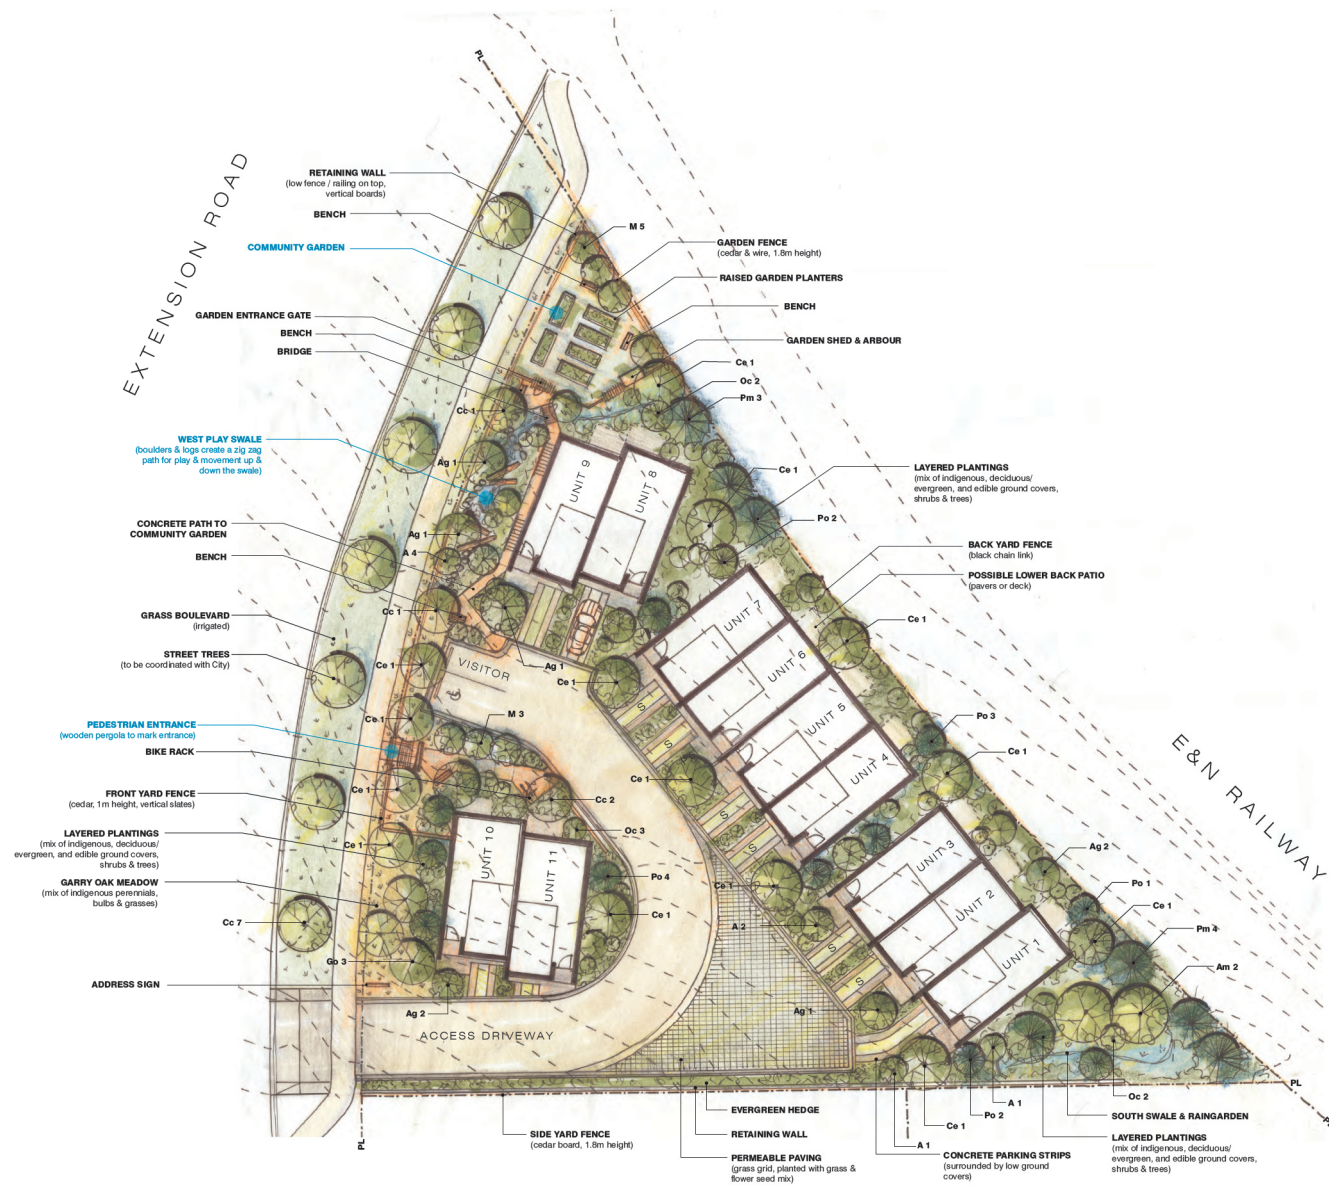 PL
EXTENSION ROAD
RETAINING WALL
(low fence / railing on top,
vertical boards)
BENCH
COMMUNITY GARDEN
GARDEN ENTRANCE GATE
BENCH
BRIDGE
M 5
GARDEN FENCE
(cedar & wire, 1.8m height)
RAISED GARDEN PLANTERS
BENCH
GARDEN SHED & ARBOUR
Ce 1
Oc 2
Pm 3
Cc 1
WEST PLAY SWALE
(boulders & logs create a zig zag
path for play & movement up &
down the swale)
Ag 1
UNIT 9
UNIT 8
Ce 1
LAYERED PLANTINGS
(mix of indigenous, deciduous/
evergreen, and edible ground covers,
shrubs & trees)
Po 2
CONCRETE PATH TO
COMMUNITY GARDEN
BENCH
Ag 1
A 4
BACK YARD FENCE
(black chain link)
POSSIBLE LOWER BACK PATIO
(pavers or deck)
GRASS BOULEVARD
(irrigated)
Cc 1
UNIT 7
Ce 1
STREET TREES
(to be coordinated with City)
Ce 1
VISITOR
Ag 1
Ce 1
UNIT 6
S
PEDESTRIAN ENTRANCE
(wooden pergola to mark entrance)
BIKE RACK
Ce 1
M 3
S
UNIT 5
Po 3
E&N RAILWAY
S
Ce 1
UNIT 4
Ce 1
FRONT YARD FENCE
(cedar, 1m height, vertical slates)
Ce 1
Cc 2
S
LAYERED PLANTINGS
(mix of indigenous, deciduous/
evergreen, and edible ground covers,
shrubs & trees)
Ce 1
UNIT 10
Oc 3
S
S
UNIT 3
Ag 2
GARRY OAK MEADOW
(mix of indigenous perennials,
bulbs & grasses)
UNIT 11
Po 4
Ce 1
Po 1
Cc 7
Ce 1
A 2
UNIT 2
Ce 1
Go 3
S
UNIT 1
Pm 4
ADDRESS SIGN
S
Am 2
Ag 2
Ag 1
ACCESS DRIVEWAY
PL
PL
Oc 2
A 1
Po 2
Ce 1
A 1
SOUTH SWALE & RAINGARDEN
EVERGREEN HEDGE
RETAINING WALL
SIDE YARD FENCE
(cedar board, 1.8m height)
PL
PERMEABLE PAVING
(grass grid, planted with grass &
flower seed mix)
CONCRETE PARKING STRIPS
(surrounded by low ground
covers)
LAYERED PLANTINGS
(mix of indigenous, deciduous/
evergreen, and edible ground covers,
shrubs & trees)